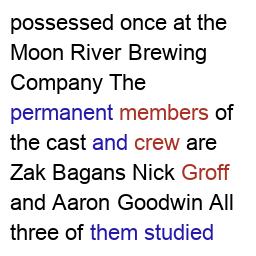 possessed once at the
Moon River Brewing
Company The
permanent members of
the cast and crew are
Zak Bagans Nick Groff
and Aaron Goodwin All
three of them studied